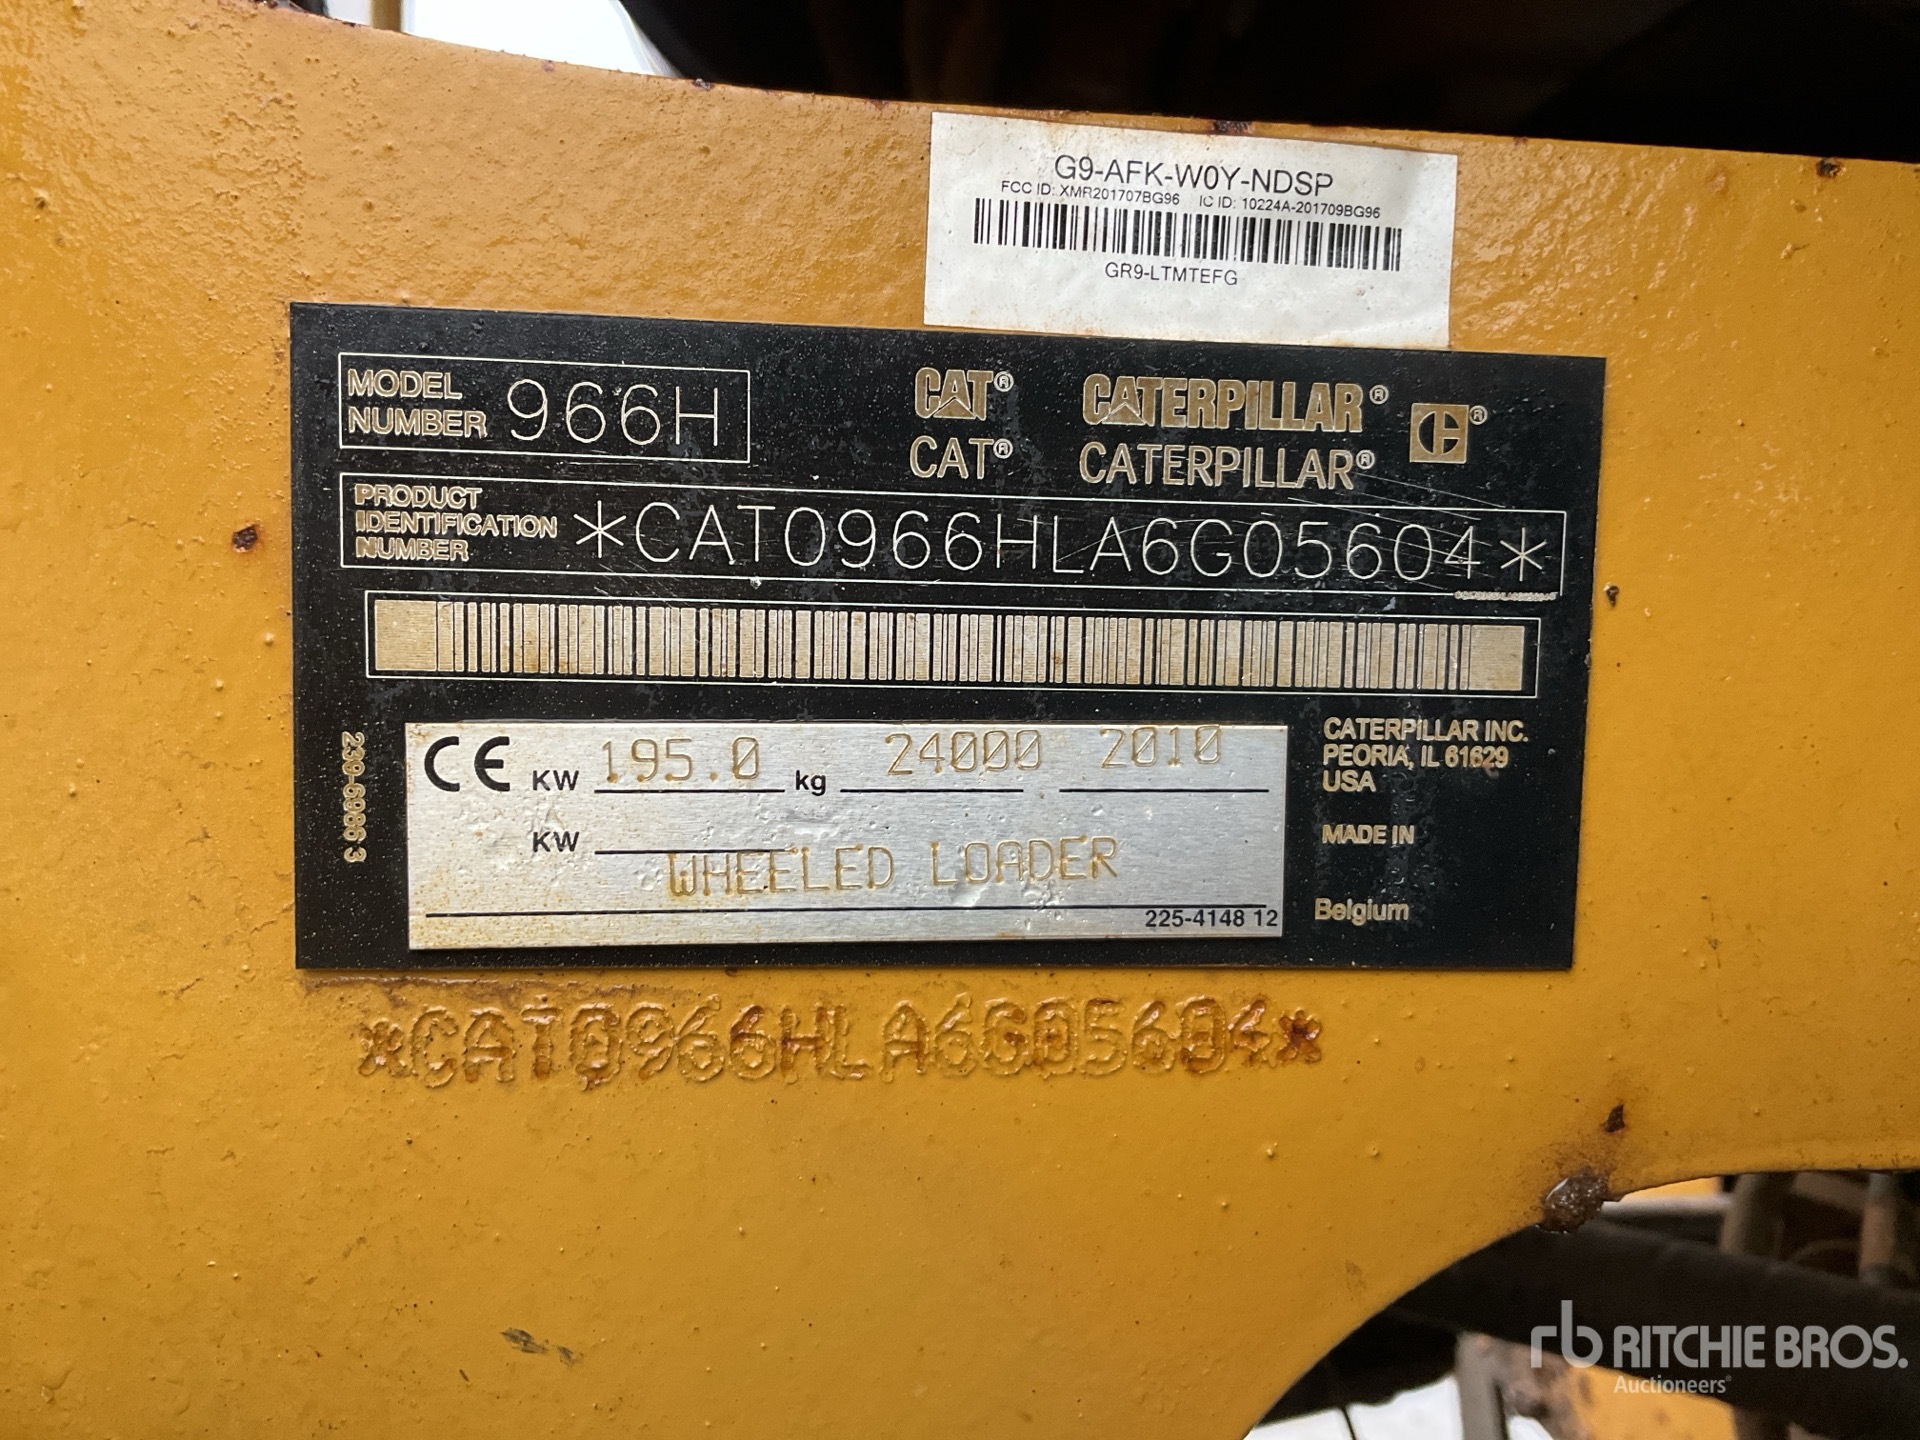 G9-AFK-W0Y-NDSP
FCC ID: XMR201707BG96 IC ID: 10224A-201709BG96
GR9-LTMTEFG
MODEL NUMBER 966H
CAT® CATERPILLAR® C®
CAT® CATERPILLAR®
PRODUCT IDENTIFICATION NUMBER *CAT0966HLA6G05604*
239-6986 3
CE KW 195.0 kg 24000 2010
KW
WHEELED LOADER
225-4148 12
CATERPILLAR INC.
PEORIA, IL 61629
USA
MADE IN
Belgium
*CAT0966HLA6G05604*
rb RITCHIE BROS.
Auctioneers®